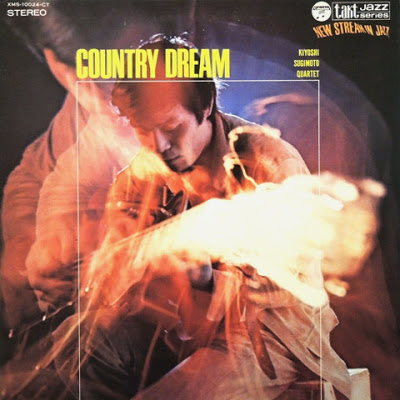 XMS-10024-CT
STEREO
COUNTRY DREAM
KIYOSHI
SUGIMOTO
QUARTET
takt jazz
series
NEW STREAM IN JAZZ